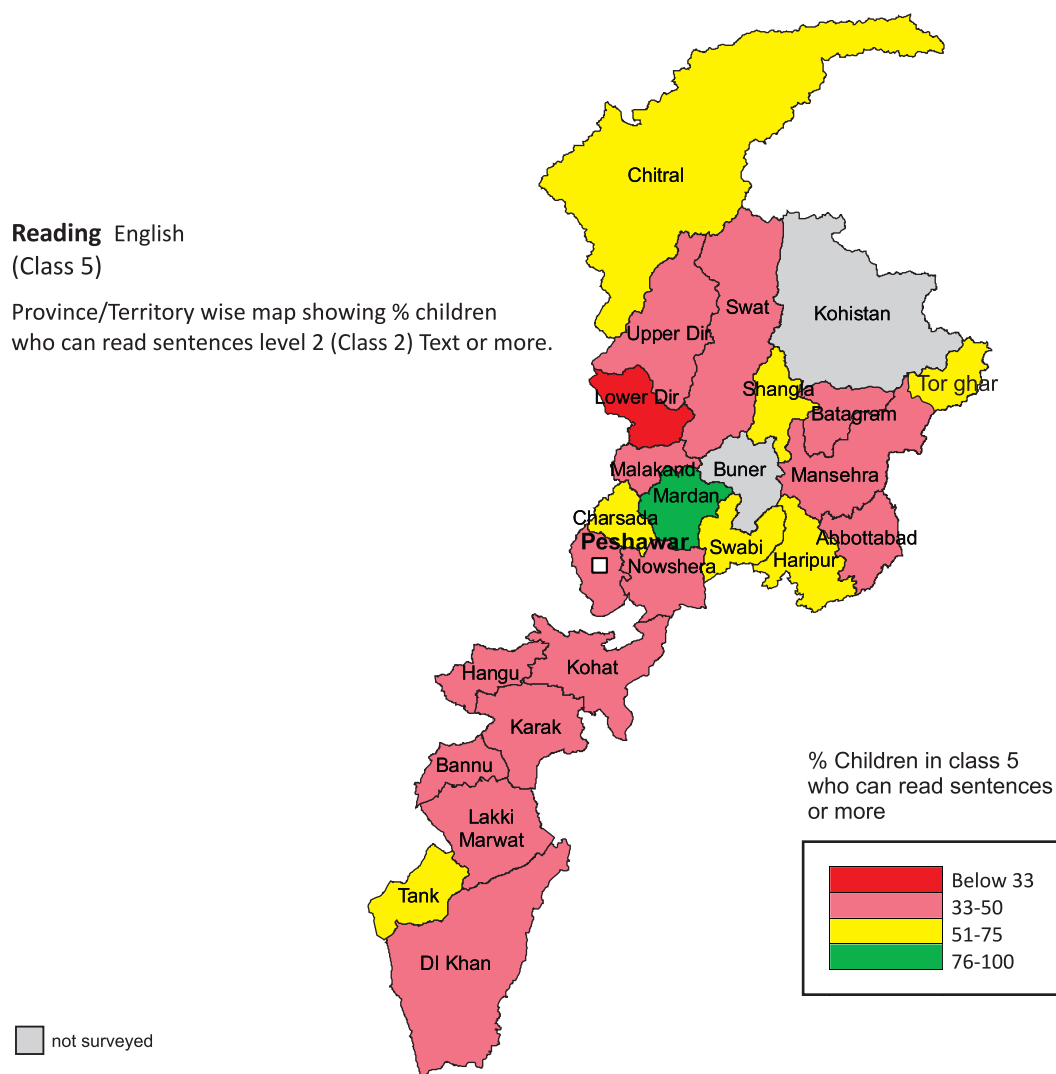 Reading English
(Class 5)
Province/Territory wise map showing % children
who can read sentences level 2 (Class 2) Text or more.
Chitral
Swat
Kohistan
Upper Dir
Tor ghar
Shangla
Lower Dir
Batagram
Malakand
Buner
Mansehra
Mardan
Charsada
Abbottabad
Peshawar
Swabi
Haripur
Nowshera
Kohat
Hangu
Karak
Bannu
Lakki
Marwat
Tank
DI Khan
% Children in class 5
who can read sentences
or more
Below 33
33-50
51-75
76-100
not surveyed